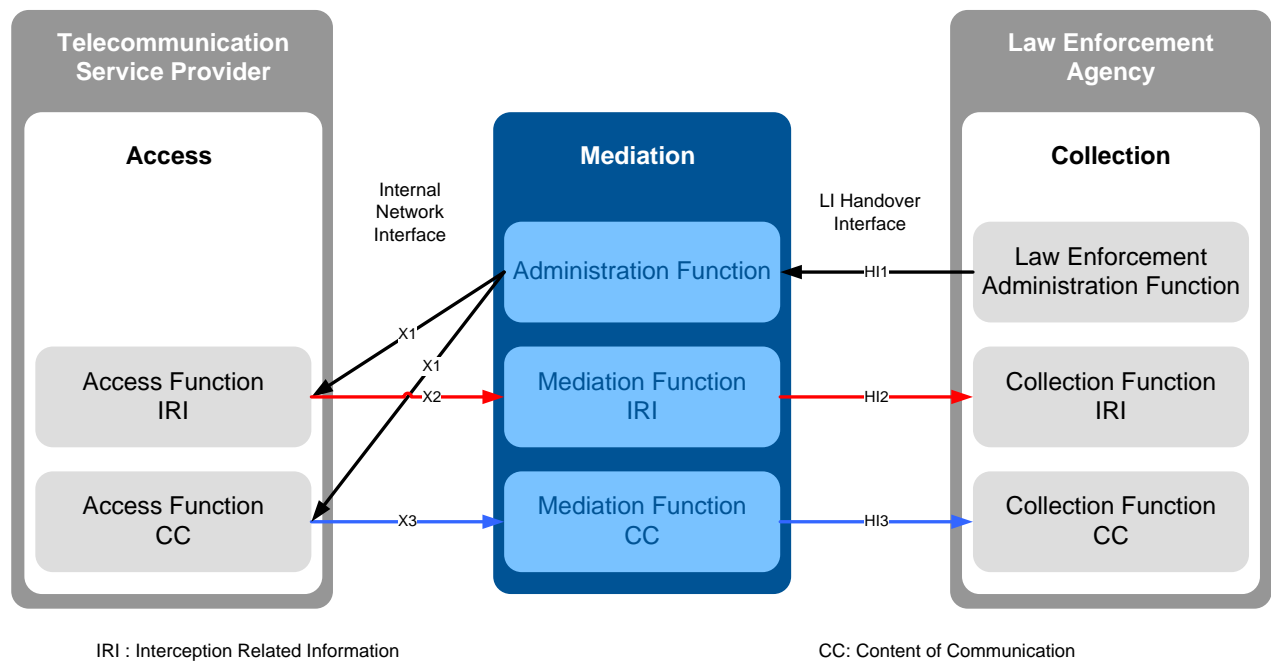 Telecommunication
Service Provider
Law Enforcement
Agency
Access
Mediation
Collection
Internal
Network
Interface
LI Handover
Interface
Administration Function
HI1
Law Enforcement
Administration Function
X1
X1
Access Function
IRI
X2
Mediation Function
IRI
HI2
Collection Function
IRI
Access Function
CC
X3
Mediation Function
CC
HI3
Collection Function
CC
IRI : Interception Related Information
CC: Content of Communication